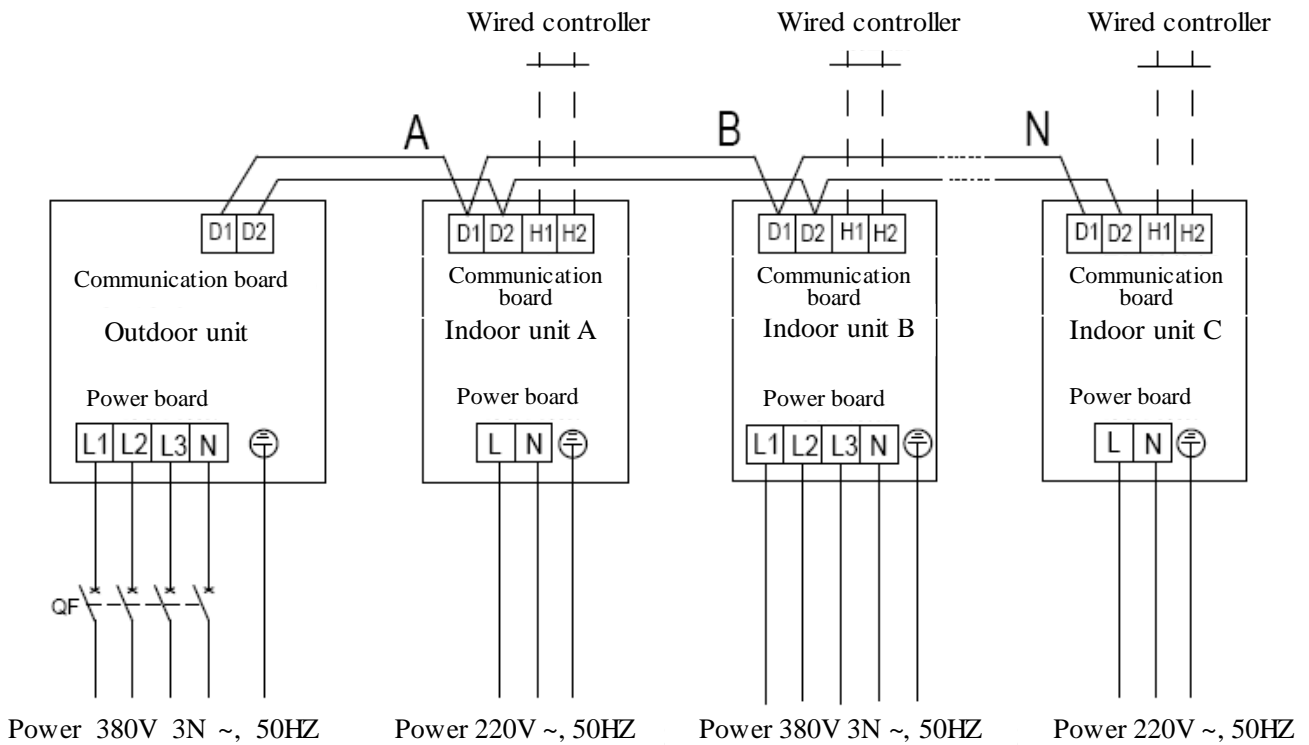 Wired controller
Wired controller
Wired controller
A
B
N
D1 D2
D1 D2 H1 H2
D1 D2 H1 H2
D1 D2 H1 H2
Communication board
Communication
board
Communication
board
Communication
board
Outdoor unit
Indoor unit A
Indoor unit B
Indoor unit C
Power board
Power board
Power board
Power board
L1 L2 L3 N
L N
L1 L2 L3 N
L N
QF
Power 380V 3N ~, 50HZ
Power 220V ~, 50HZ
Power 380V 3N ~, 50HZ
Power 220V ~, 50HZ